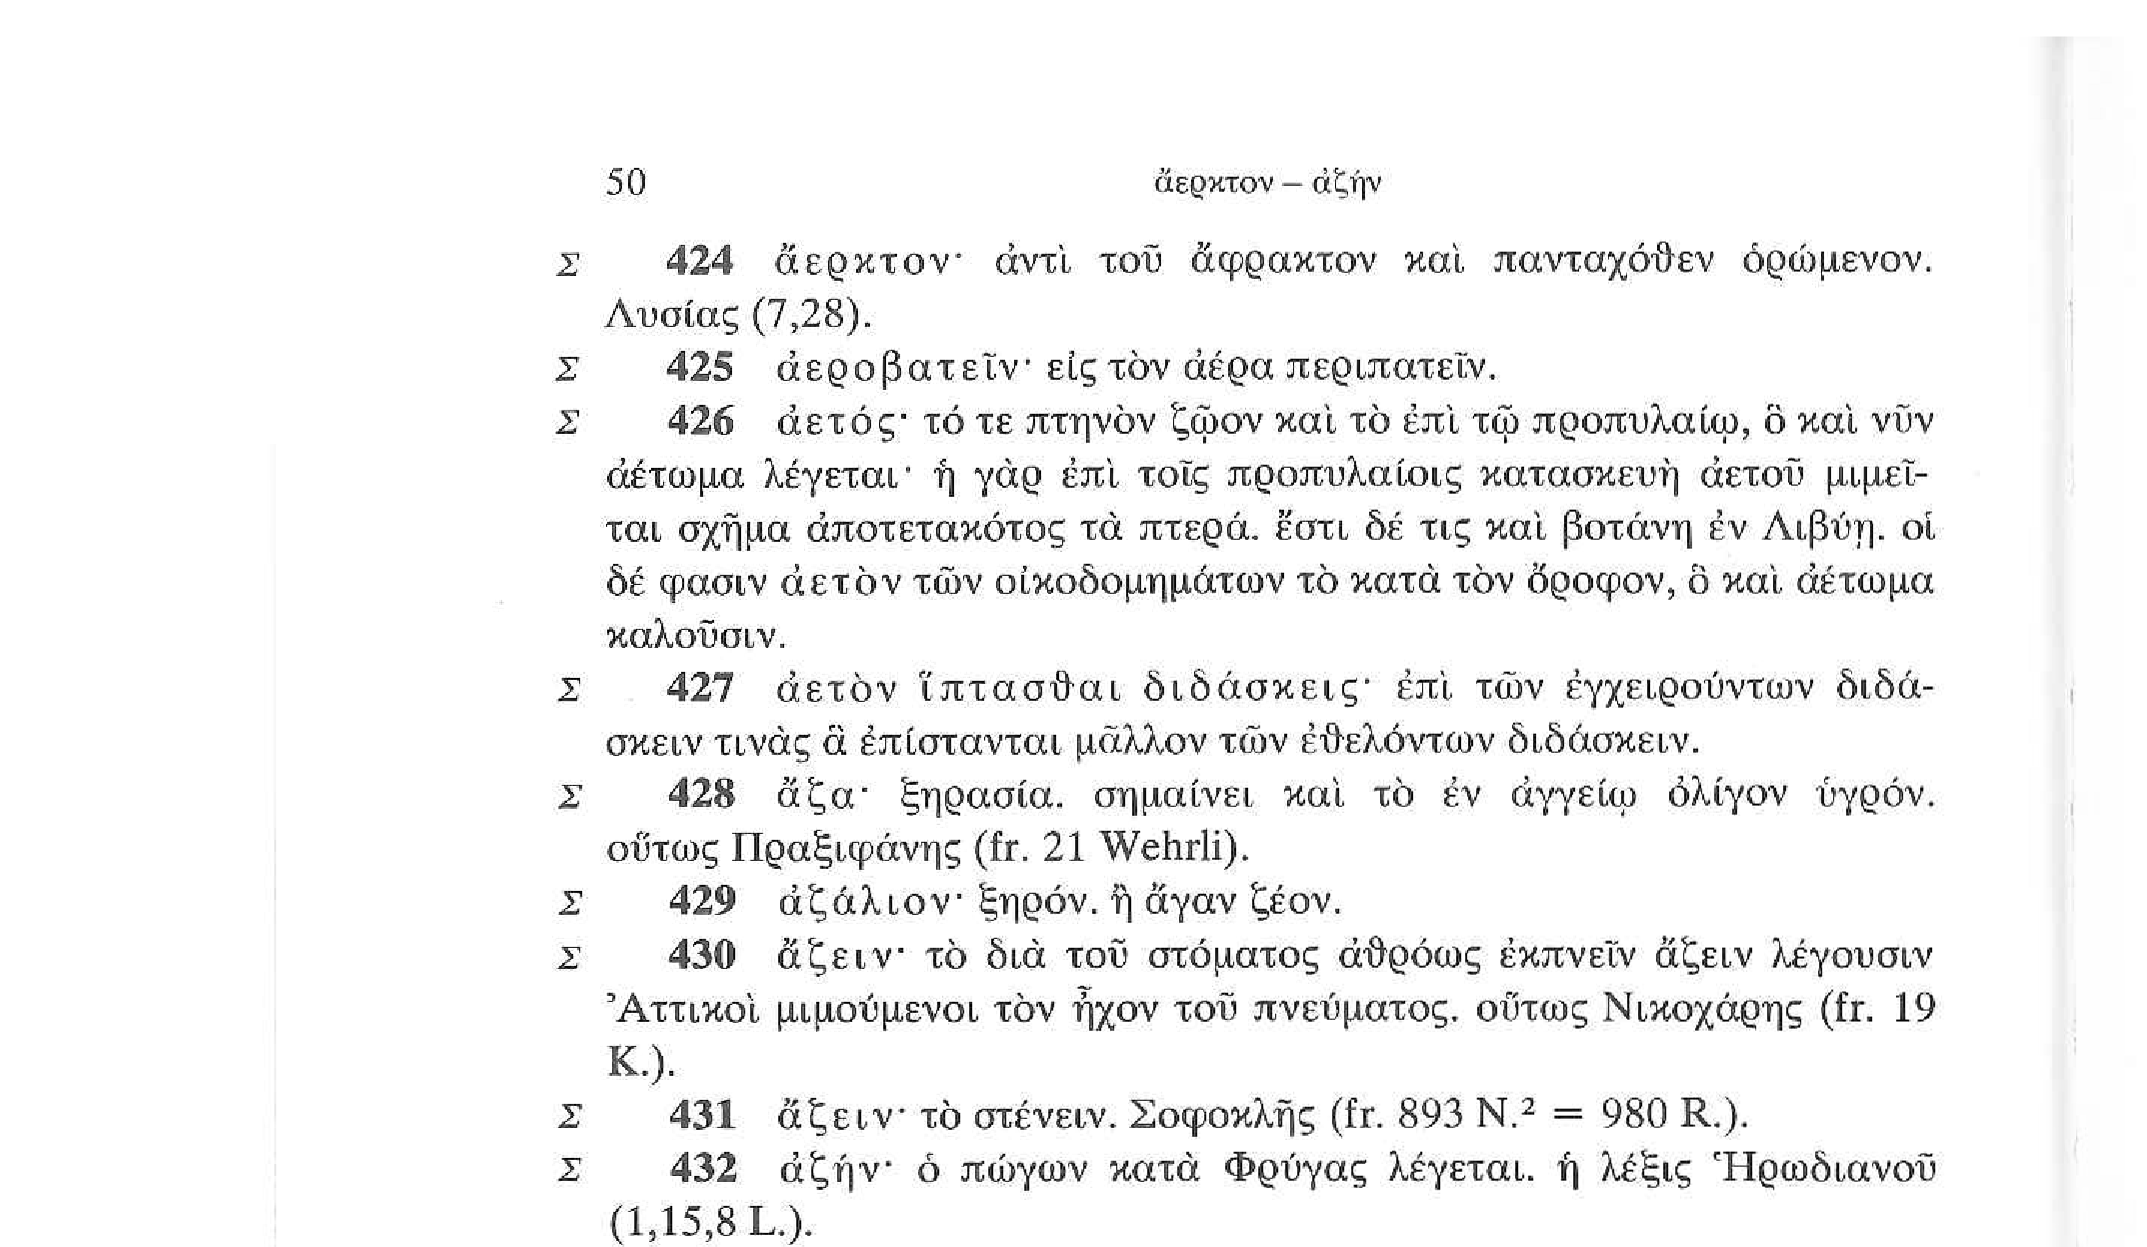 50 ἄερκτον – ἀζήν
Σ 424 ἄερκτον· ἀντὶ τοῦ ἄφρακτον καὶ πανταχόθεν ὁρώμενον.
Λυσίας (7,28).
Σ 425 ἀεροβατεῖν· εἰς τὸν ἀέρα περιπατεῖν.
Σ 426 ἀετός· τό τε πτηνὸν ζῷον καὶ τὸ ἐπὶ τῷ προπυλαίῳ, ὃ καὶ νῦν
ἀέτωμα λέγεται· ἡ γὰρ ἐπὶ τοῖς προπυλαίοις κατασκευὴ ἀετοῦ μιμεῖ-
ται σχῆμα ἀποτετακότος τὰ πτερά. ἔστι δέ τις καὶ βοτάνη ἐν Λιβύῃ. οἱ
δέ φασιν ἀετὸν τῶν οἰκοδομημάτων τὸ κατὰ τὸν ὄροφον, ὃ καὶ ἀέτωμα
καλοῦσιν.
Σ 427 ἀετὸν ἵπτασθαι διδάσκεις· ἐπὶ τῶν ἐγχειρούντων διδά-
σκειν τινὰς ἃ ἐπίστανται μᾶλλον τῶν ἐθελόντων διδάσκειν.
Σ 428 ἄζα· ξηρασία. σημαίνει καὶ τὸ ἐν ἀγγείῳ ὀλίγον ὑγρόν.
οὕτως Πραξιφάνης (fr. 21 Wehrli).
Σ 429 ἀζάλιον· ξηρόν. ἢ ἄγαν ζέον.
Σ 430 ἄζειν· τὸ διὰ τοῦ στόματος ἀθρόως ἐκπνεῖν ἄζειν λέγουσιν
Ἀττικοὶ μιμούμενοι τὸν ἦχον τοῦ πνεύματος. οὕτως Νικοχάρης (fr. 19
K.).
Σ 431 ἄζειν· τὸ στένειν. Σοφοκλῆς (fr. 893 N.² = 980 R.).
Σ 432 ἀζήν· ὁ πώγων κατὰ Φρύγας λέγεται. ἡ λέξις Ἡρωδιανοῦ
(1,15,8 L.).